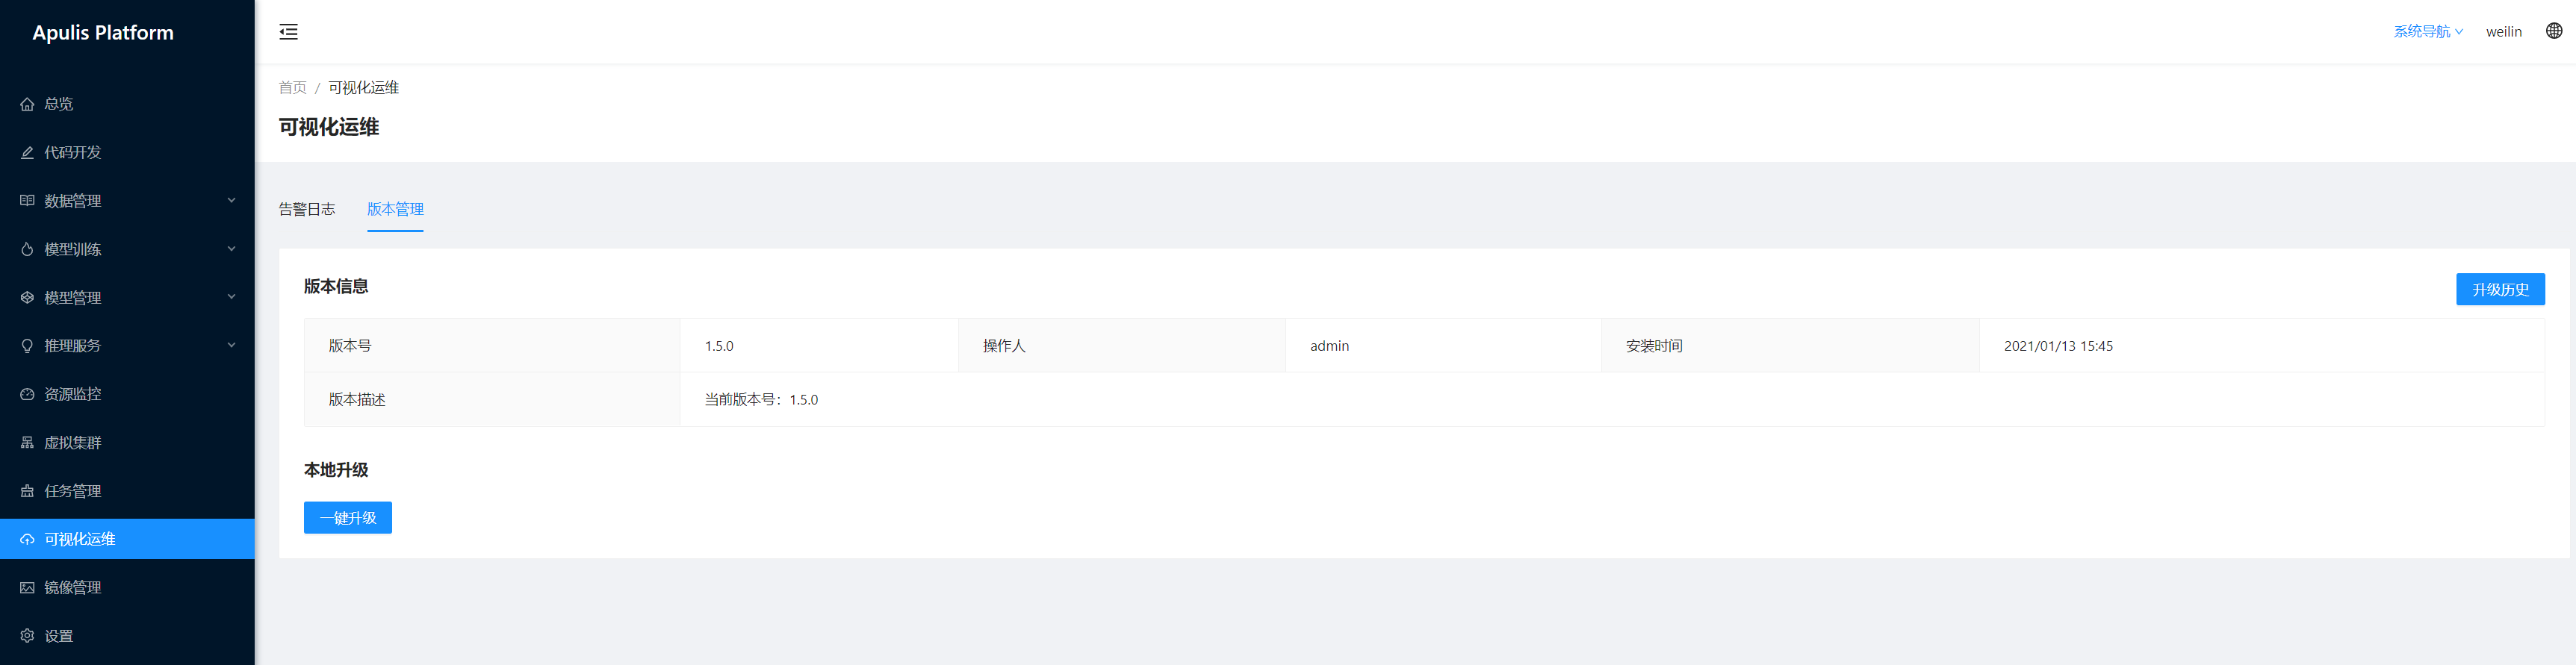 Apulis Platform
系统导航
weilin
总览
代码开发
数据管理
模型训练
模型管理
推理服务
资源监控
虚拟集群
任务管理
可视化运维
镜像管理
设置
首页 / 可视化运维
可视化运维
告警日志 版本管理
版本信息
升级历史
版本号 1.5.0 操作人 admin 安装时间 2021/01/13 15:45
版本描述 当前版本号：1.5.0
本地升级
一键升级